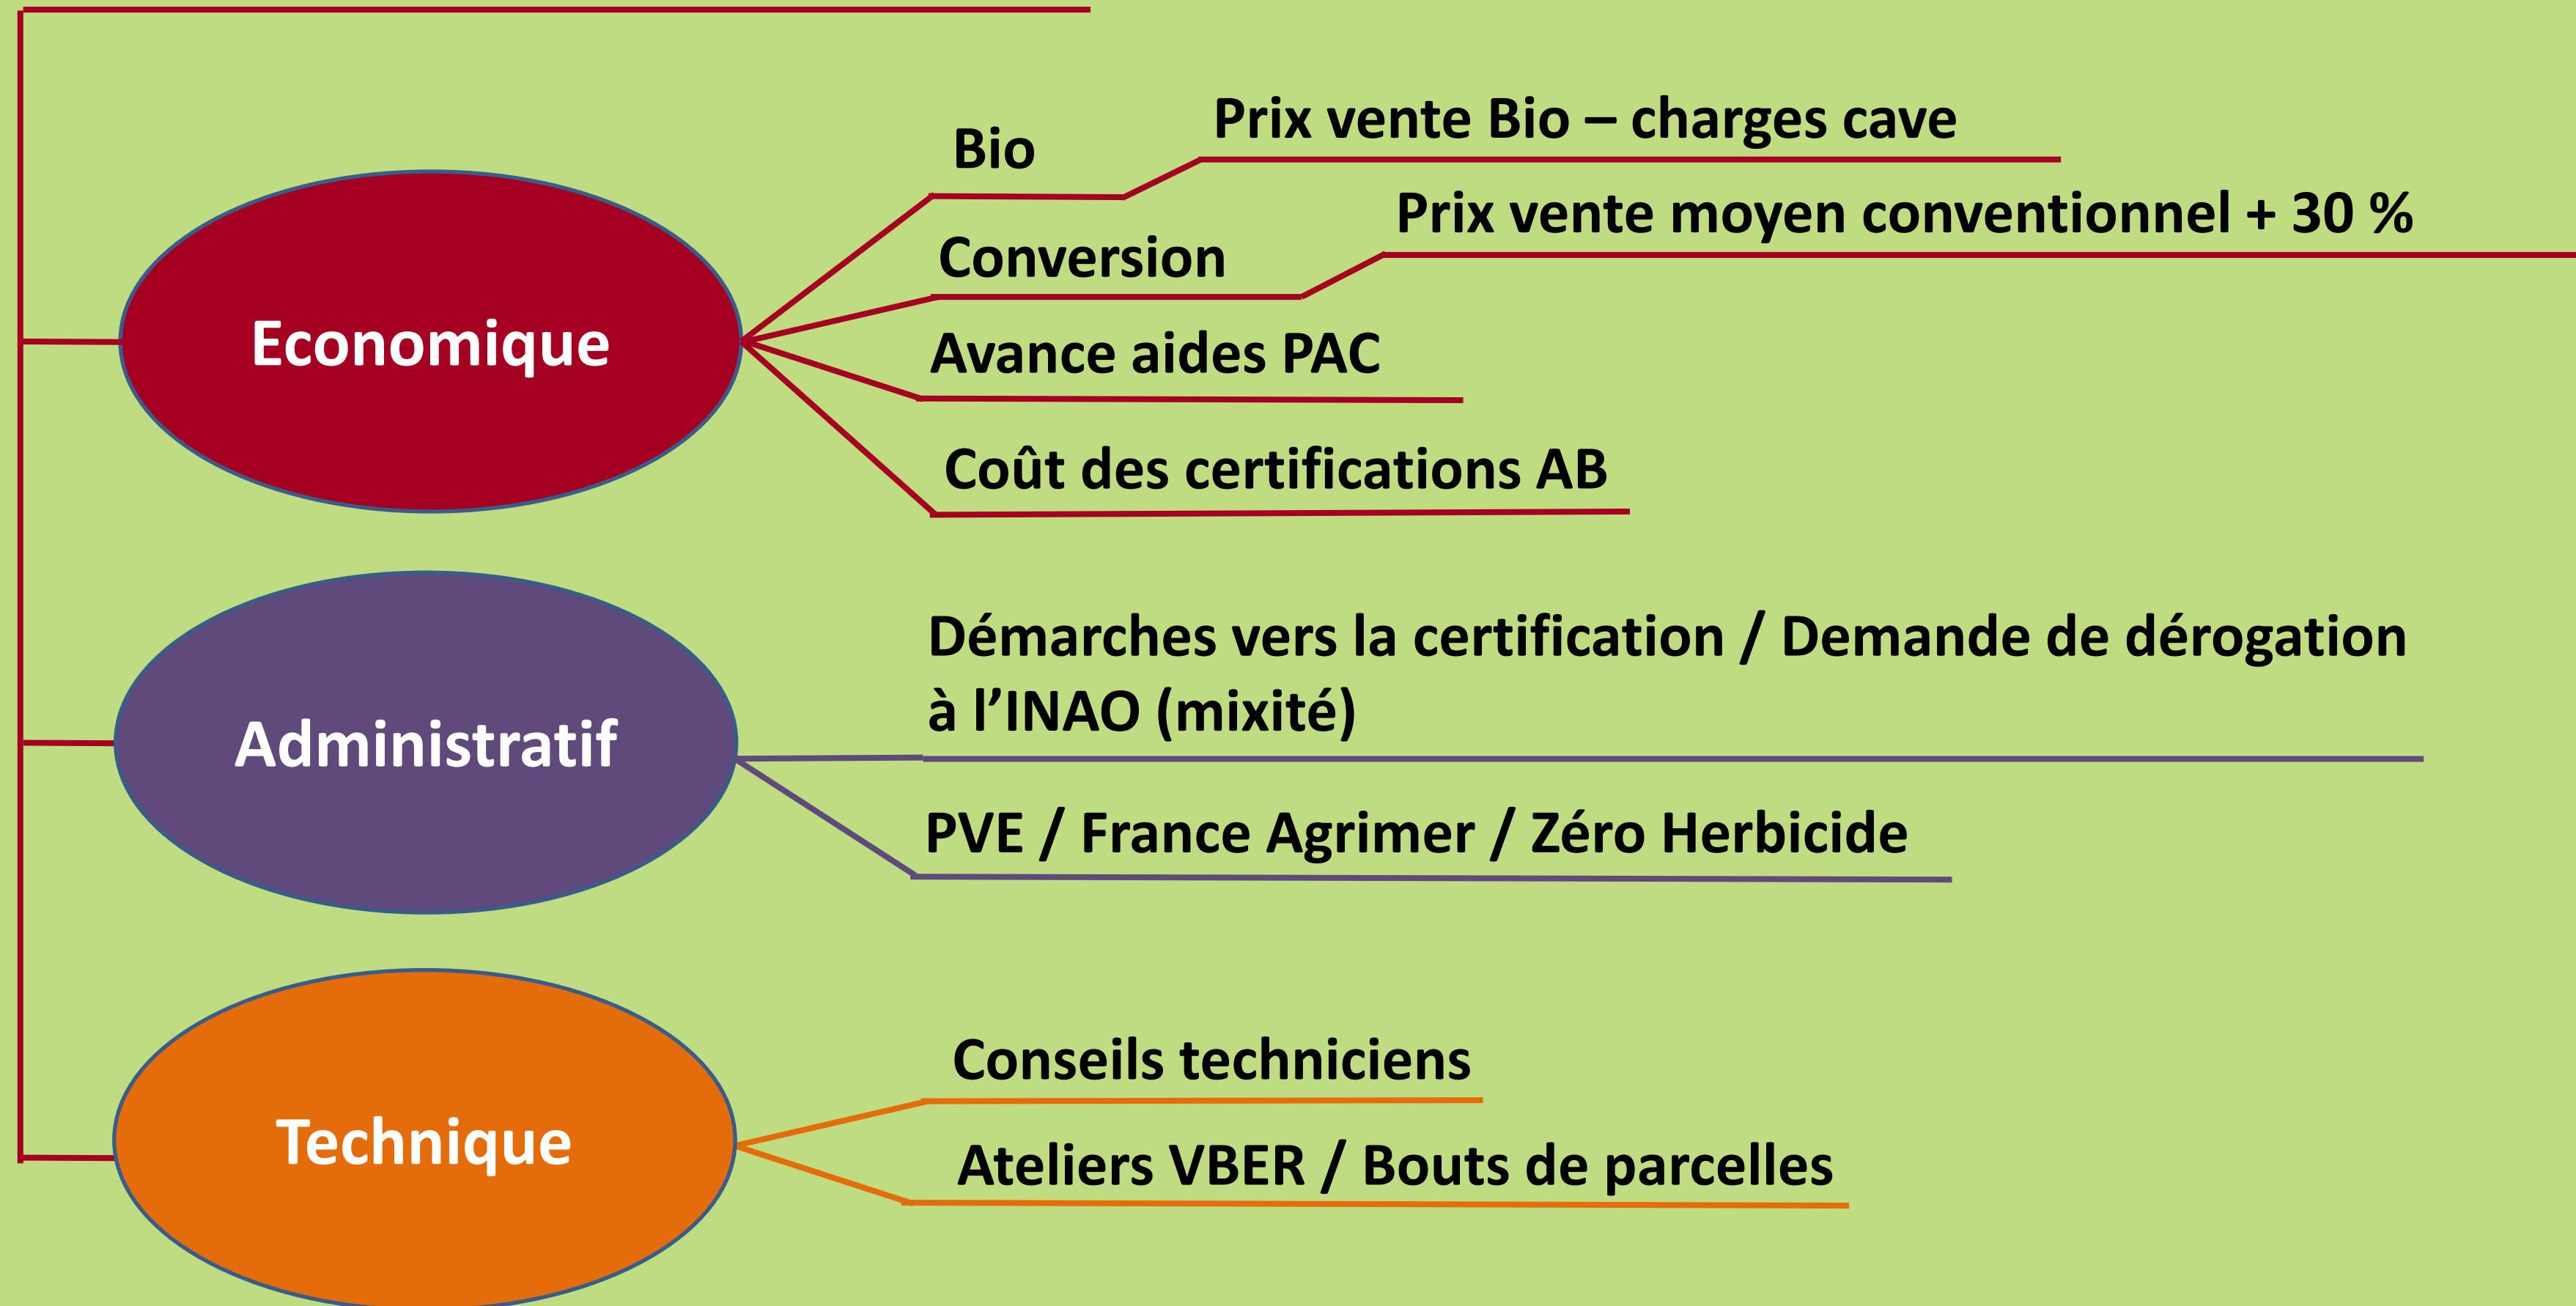 Economique
Bio
Prix vente Bio – charges cave
Conversion
Prix vente moyen conventionnel + 30 %
Avance aides PAC
Coût des certifications AB
Administratif
Démarches vers la certification / Demande de dérogation
à l’INAO (mixité)
PVE / France Agrimer / Zéro Herbicide
Technique
Conseils techniciens
Ateliers VBER / Bouts de parcelles